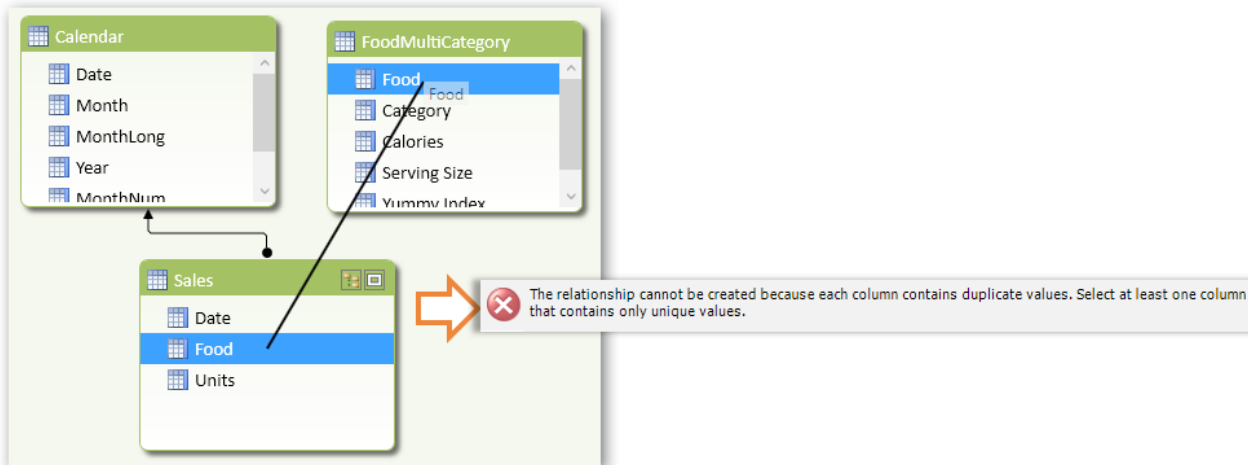 Calendar
Date
Month
MonthLong
Year
MonthNum
FoodMultiCategory
Food
Food
Category
Calories
Serving Size
Yummy Index
Sales
Date
Food
Units
The relationship cannot be created because each column contains duplicate values. Select at least one column
that contains only unique values.